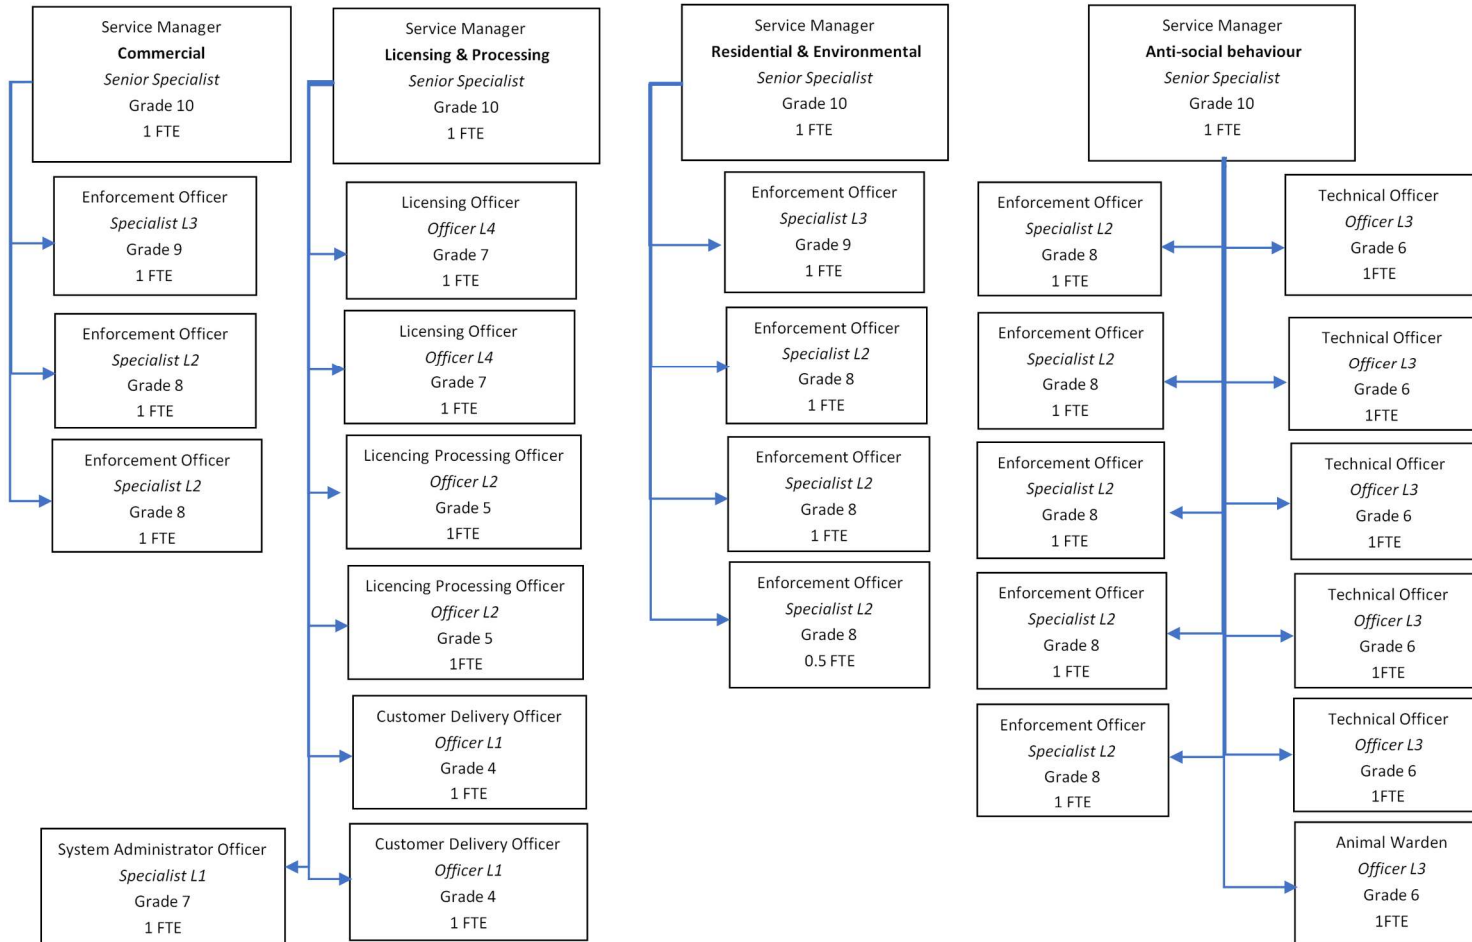 Service Manager
Commercial
Senior Specialist
Grade 10
1 FTE
Enforcement Officer
Specialist L3
Grade 9
1 FTE
Enforcement Officer
Specialist L2
Grade 8
1 FTE
Enforcement Officer
Specialist L2
Grade 8
1 FTE
Service Manager
Licensing & Processing
Senior Specialist
Grade 10
1 FTE
Licensing Officer
Officer L4
Grade 7
1 FTE
Licensing Officer
Officer L4
Grade 7
1 FTE
Licencing Processing Officer
Officer L2
Grade 5
1FTE
Licencing Processing Officer
Officer L2
Grade 5
1FTE
Customer Delivery Officer
Officer L1
Grade 4
1 FTE
System Administrator Officer
Specialist L1
Grade 7
1 FTE
Customer Delivery Officer
Officer L1
Grade 4
1 FTE
Service Manager
Residential & Environmental
Senior Specialist
Grade 10
1 FTE
Enforcement Officer
Specialist L3
Grade 9
1 FTE
Enforcement Officer
Specialist L2
Grade 8
1 FTE
Enforcement Officer
Specialist L2
Grade 8
1 FTE
Enforcement Officer
Specialist L2
Grade 8
0.5 FTE
Service Manager
Anti-social behaviour
Senior Specialist
Grade 10
1 FTE
Enforcement Officer
Specialist L2
Grade 8
1 FTE
Enforcement Officer
Specialist L2
Grade 8
1 FTE
Enforcement Officer
Specialist L2
Grade 8
1 FTE
Enforcement Officer
Specialist L2
Grade 8
1 FTE
Enforcement Officer
Specialist L2
Grade 8
1 FTE
Technical Officer
Officer L3
Grade 6
1FTE
Technical Officer
Officer L3
Grade 6
1FTE
Technical Officer
Officer L3
Grade 6
1FTE
Technical Officer
Officer L3
Grade 6
1FTE
Technical Officer
Officer L3
Grade 6
1FTE
Animal Warden
Officer L3
Grade 6
1FTE